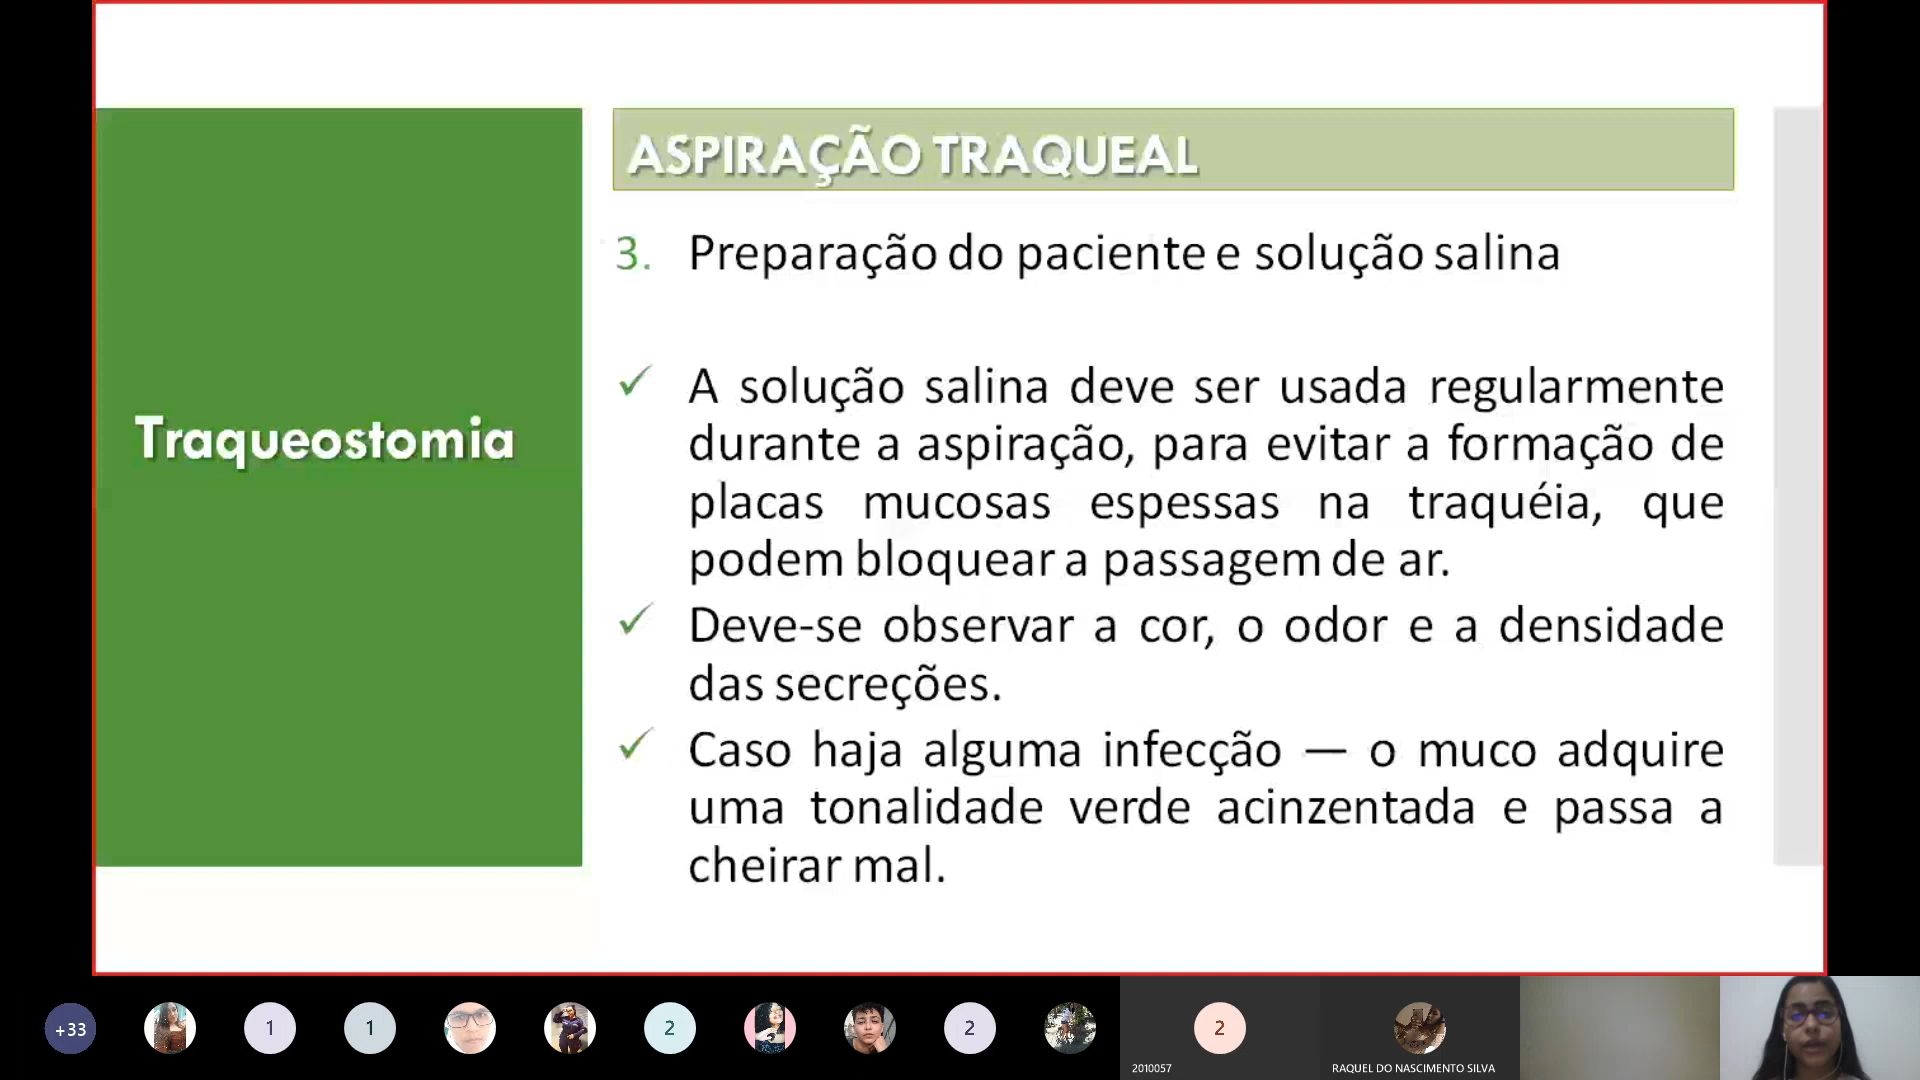 ASPIRAÇÃO TRAQUEAL
Traqueostomia
3. Preparação do paciente e solução salina
✓ A solução salina deve ser usada regularmente
durante a aspiração, para evitar a formação de
placas mucosas espessas na traquéia, que
podem bloquear a passagem de ar.
✓ Deve-se observar a cor, o odor e a densidade
das secreções.
✓ Caso haja alguma infecção — o muco adquire
uma tonalidade verde acinzentada e passa a
cheirar mal.
+33
1
1
2
2
2
2010057
RAQUEL DO NASCIMENTO SILVA